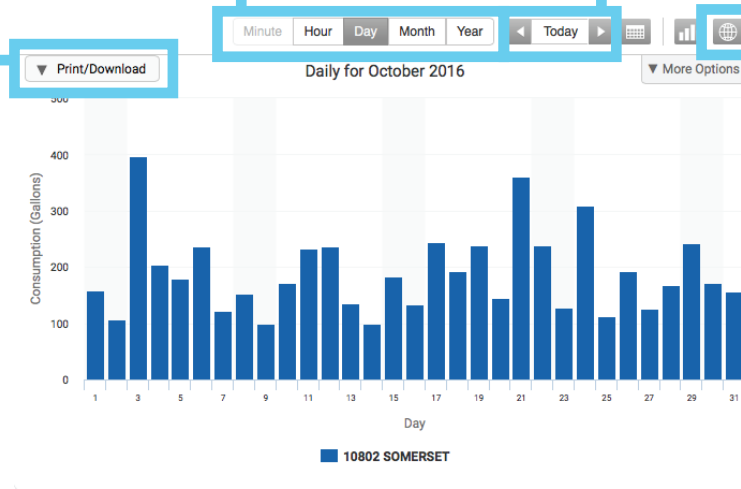 Minute Hour Day Month Year Today
Print/Download
Daily for October 2016
More Options
500
400
300
200
100
0
Consumption (Gallons)
1 3 5 7 9 11 13 15 17 19 21 23 25 27 29 31
Day
10802 SOMERSET